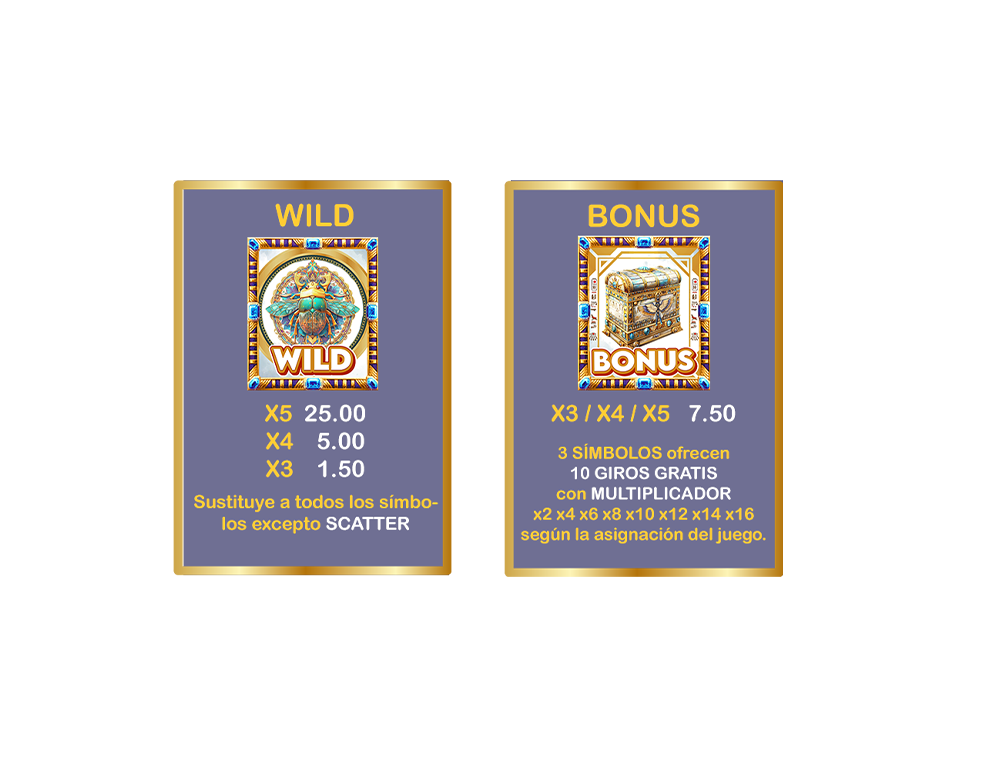 WILD
WILD
X5 25.00
X4 5.00
X3 1.50
Sustituye a todos los símbo-
los excepto SCATTER
BONUS
BONUS
X3 / X4 / X5 7.50
3 SÍMBOLOS ofrecen
10 GIROS GRATIS
con MULTIPLICADOR
x2 x4 x6 x8 x10 x12 x14 x16
según la asignación del juego.